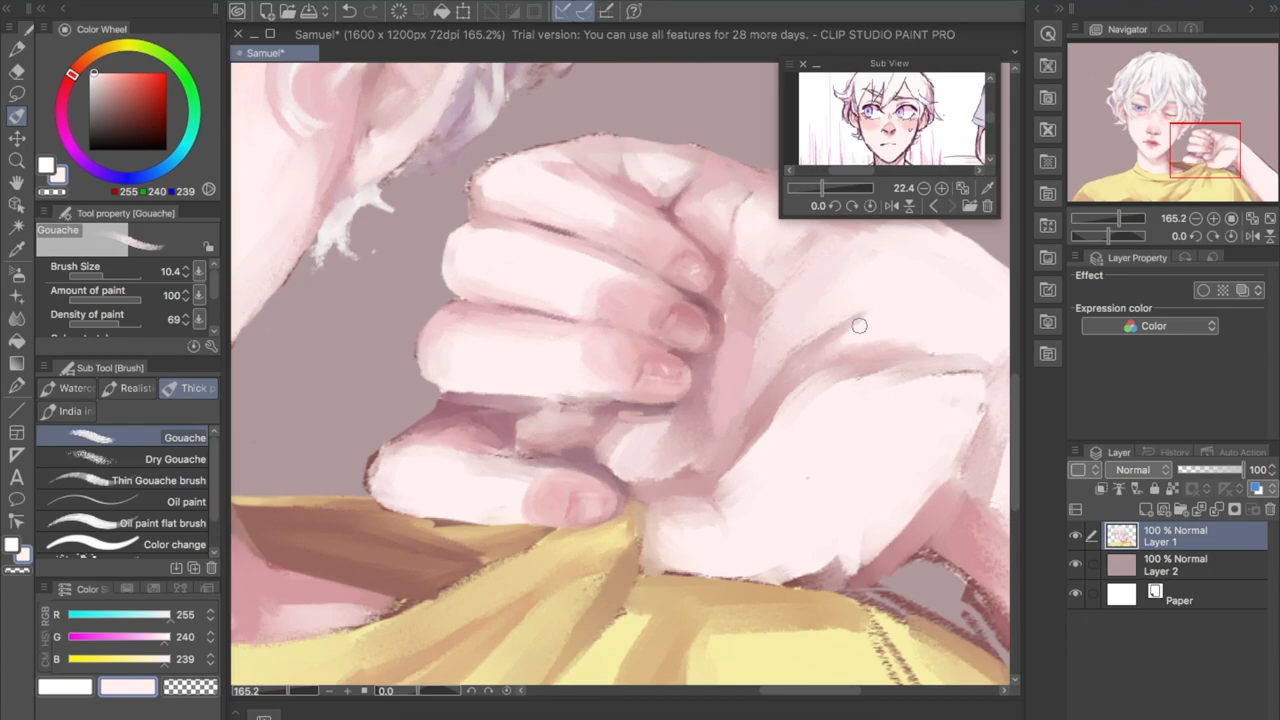 Samuel* (1600 x 1200px 72dpi 165.2%)  Trial version: You can use all features for 28 more days. - CLIP STUDIO PAINT PRO
Samuel*
Color Wheel
255 240 239
Tool property [Gouache]
Gouache
Brush Size 10.4
Amount of paint 100
Density of paint 69
Sub Tool [Brush]
Waterc
Realisti
Thick p
India in
Gouache
Dry Gouache
Thin Gouache brush
Oil paint
Oil paint flat brush
Color change
Color S
RGB
R 255
G 240
B 239
165.2
0.0
Sub View
22.4
0.0
Navigator
165.2
0.0
Layer Property
Effect
Expression color
Color
Layer
History
Auto Action
Normal
100
100 % Normal
Layer 1
100 % Normal
Layer 2
Paper